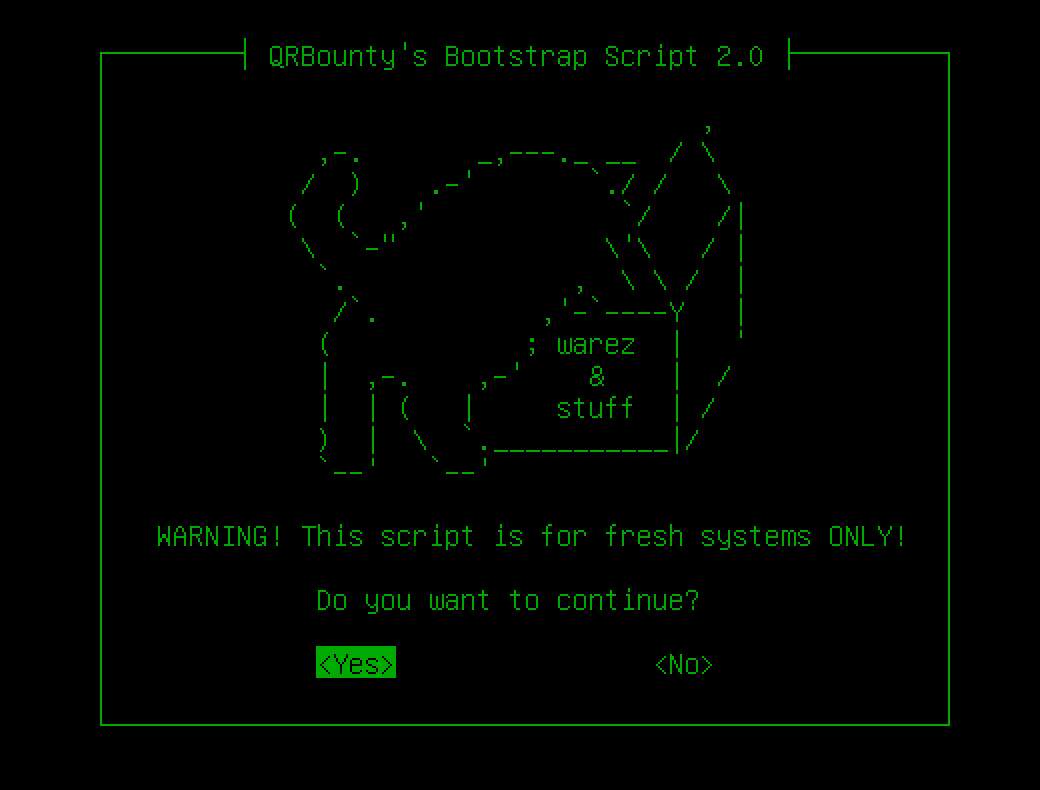 QRBounty's Bootstrap Script 2.0
warez
&
stuff
WARNING! This script is for fresh systems ONLY!
Do you want to continue?
<Yes> <No>